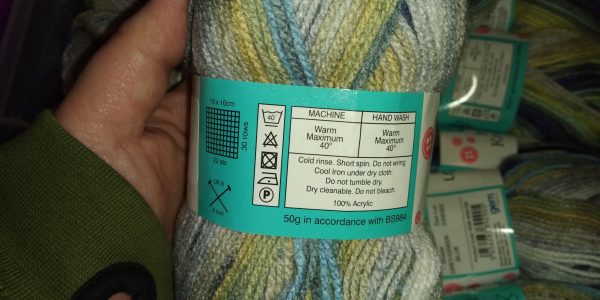 10 x 10cm
30 rows
22 sts
UK 8
4 mm
40°
P
MACHINE HAND WASH
Warm Maximum 40°
Warm Maximum 40°
Cold rinse. Short spin. Do not wring
Cool Iron under dry cloth.
Do not tumble dry.
Dry cleanable. Do not bleach.
100% Acrylic
50g in accordance with BS984